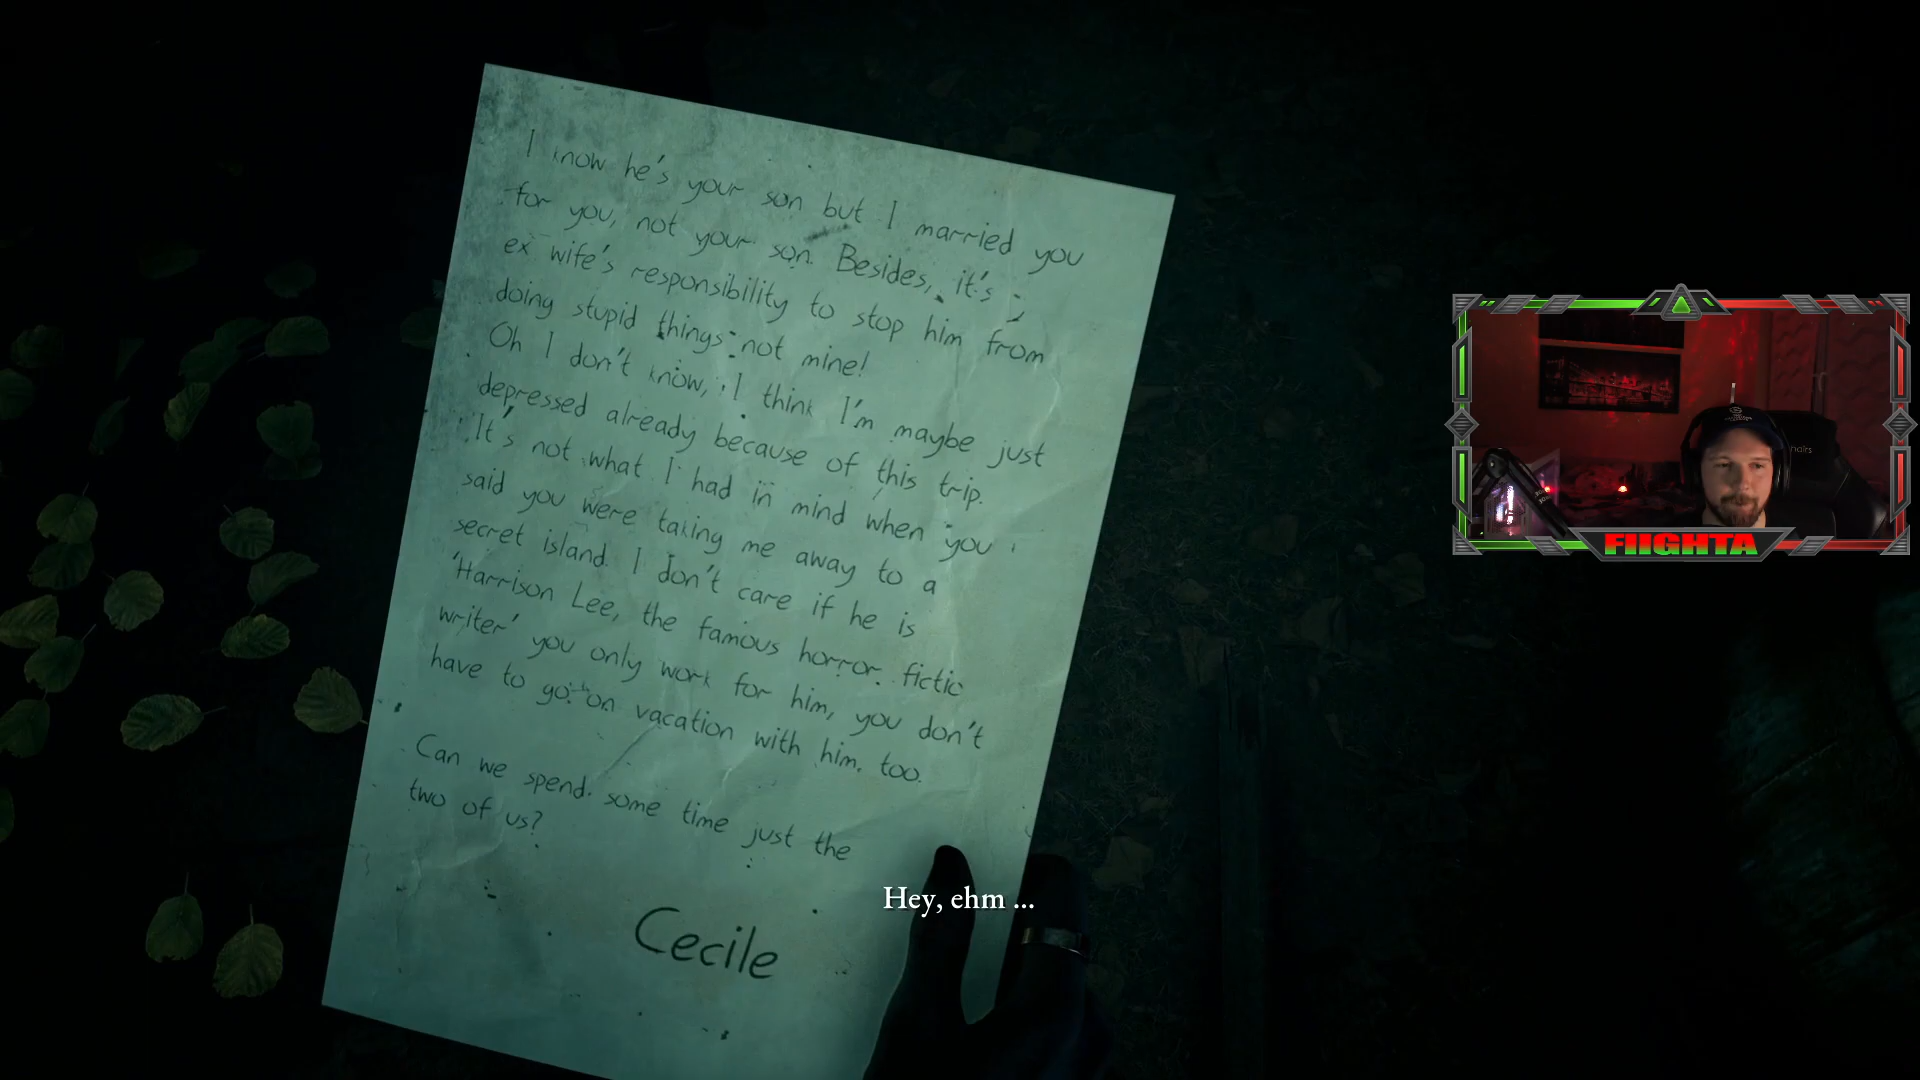 I know he's your son but I married you
for you, not your son. Besides, it's
ex wife's responsibility to stop him from
doing stupid things not mine!
Oh I don't know, I think I'm maybe just
depressed already because of this trip.
It's not what I had in mind when you
said you were taking me away to a
secret island. I don't care if he is
'Harrison Lee, the famous horror fictic
writer' you only work for him, you don't
have to go on vacation with him too.
Can we spend some time just the
two of us?
Cecile
Hey, ehm ...
FIIGHTA